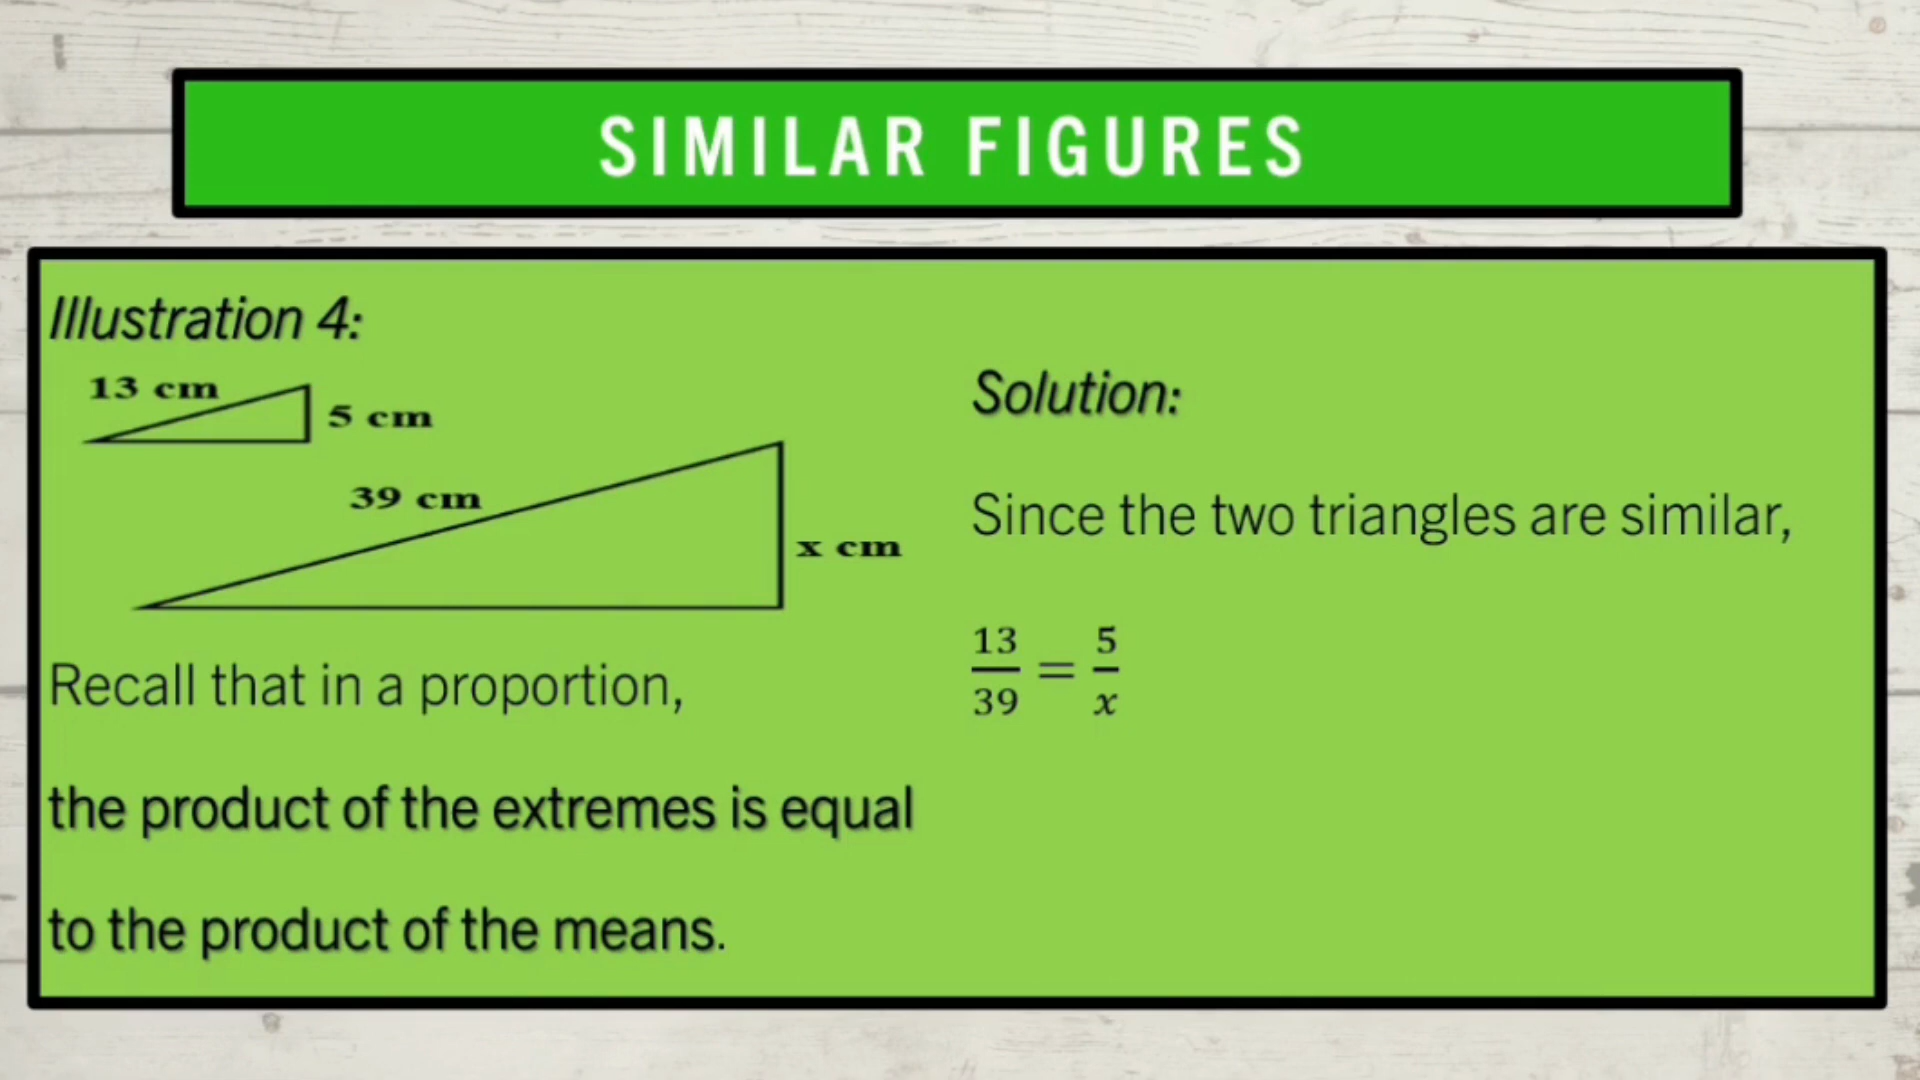 SIMILAR FIGURES
Illustration 4:
13 cm
5 cm
39 cm
x cm
Recall that in a proportion,
the product of the extremes is equal
to the product of the means.
Solution:
Since the two triangles are similar,
13/39 = 5/x